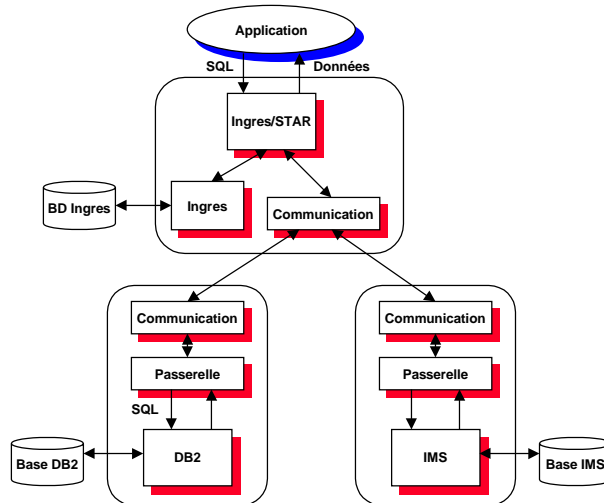 Application
SQL
Données
Ingres/STAR
BD Ingres
Ingres
Communication
Communication
Communication
Passerelle
Passerelle
SQL
Base DB2
DB2
IMS
Base IMS